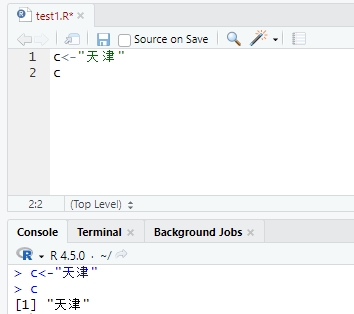 test1.R*
Source on Save
1 c<-"天津"
2 c
2:2 (Top Level)
Console Terminal Background Jobs
R 4.5.0 · ~/
> c<-"天津"
> c
[1] "天津"